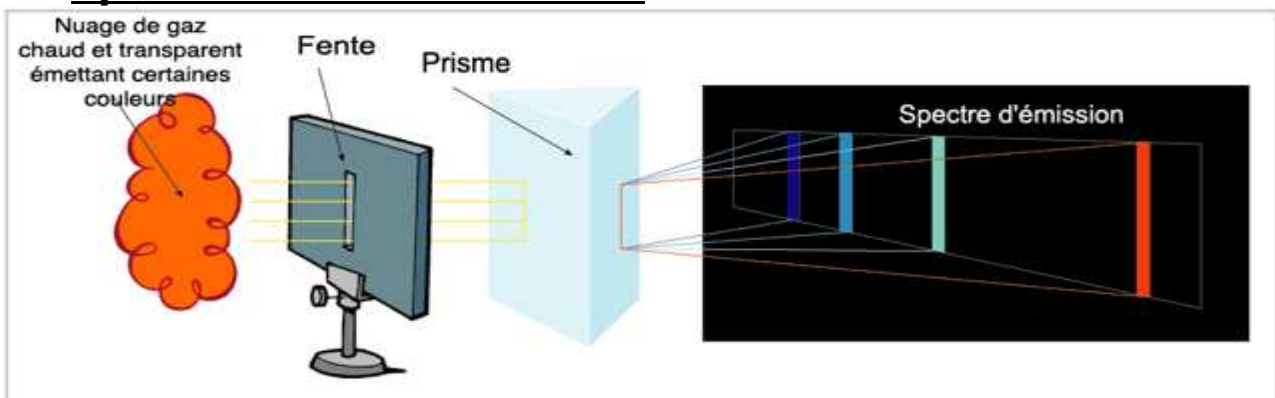 Nuage de gaz
chaud et transparent
émettant certaines
couleurs
Fente
Prisme
Spectre d'émission